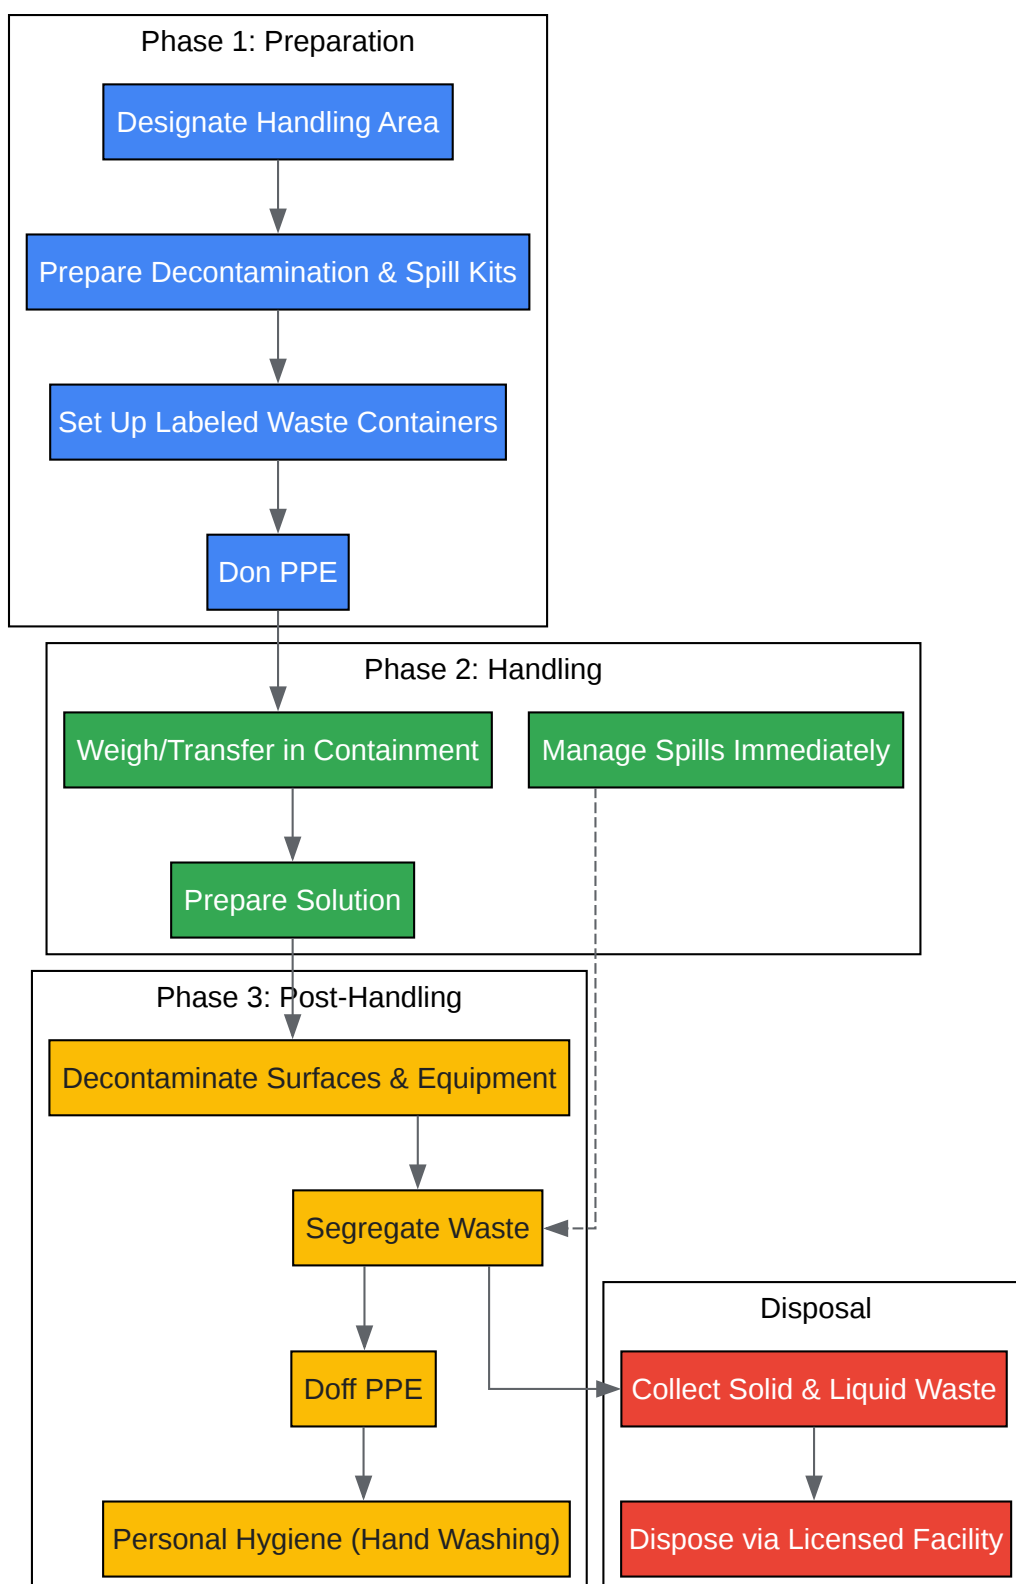 Phase 1: Preparation
Designate Handling Area
Prepare Decontamination & Spill Kits
Set Up Labeled Waste Containers
Don PPE
Phase 2: Handling
Weigh/Transfer in Containment
Manage Spills Immediately
Prepare Solution
Phase 3: Post-Handling
Decontaminate Surfaces & Equipment
Segregate Waste
Disposal
Doff PPE
Collect Solid & Liquid Waste
Personal Hygiene (Hand Washing)
Dispose via Licensed Facility